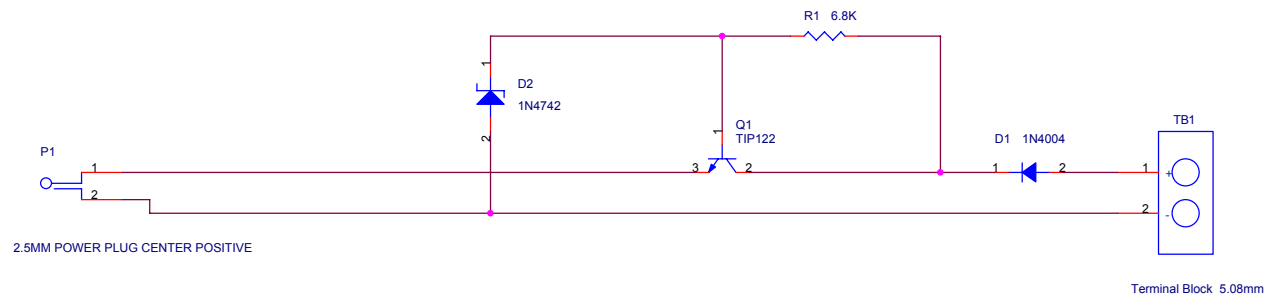 R1 6.8K
1
D2
1N4742
2
1
Q1
TIP122
3
2
D1 1N4004
1
2
TB1
1
+
2
-
P1
1
2
2.5MM POWER PLUG CENTER POSITIVE
Terminal Block 5.08mm